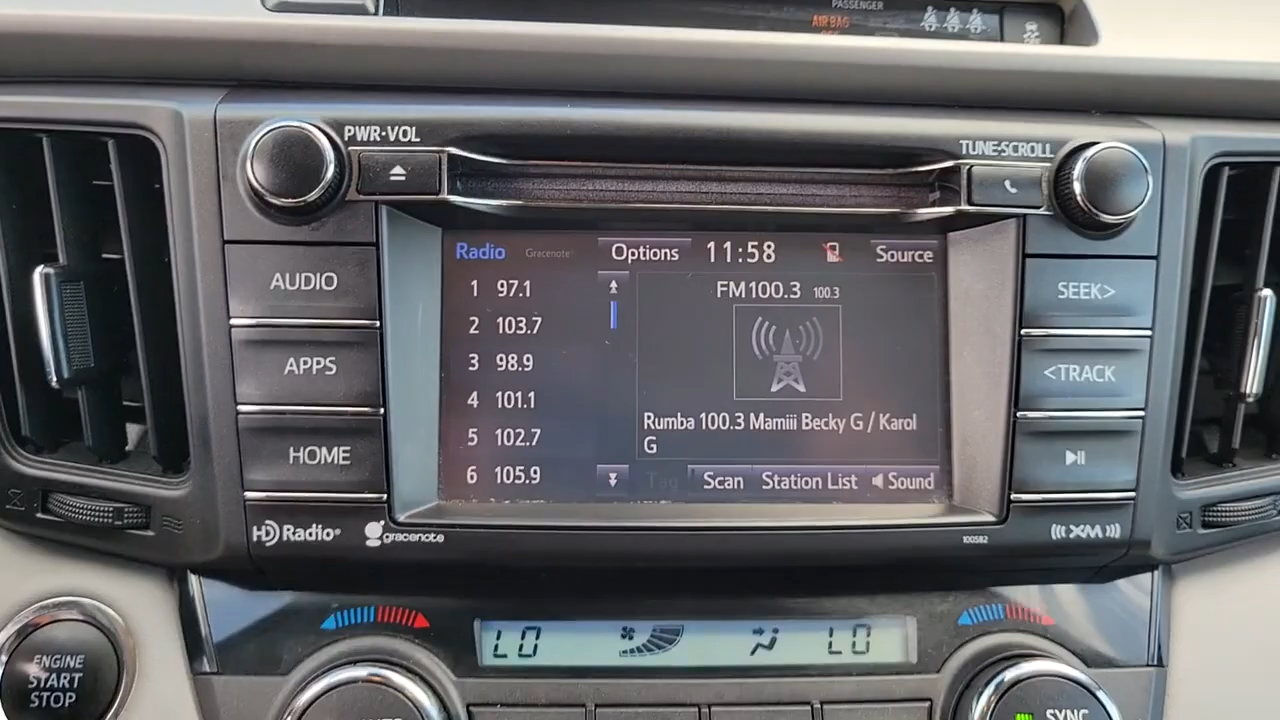 PASSENGER
AIR BAG
OFF
PWR·VOL
TUNE·SCROLL
AUDIO
APPS
HOME
Radio
Gracenote
Options
11:58
Source
1 97.1
2 103.7
3 98.9
4 101.1
5 102.7
6 105.9
FM100.3 100.3
Rumba 100.3 Mamiii Becky G / Karol
G
Tag
Scan
Station List
Sound
SEEK>
<TRACK
HD Radio
gracenote
100582
XM
LO
LO
ENGINE
START
STOP
AUTO
SYNC